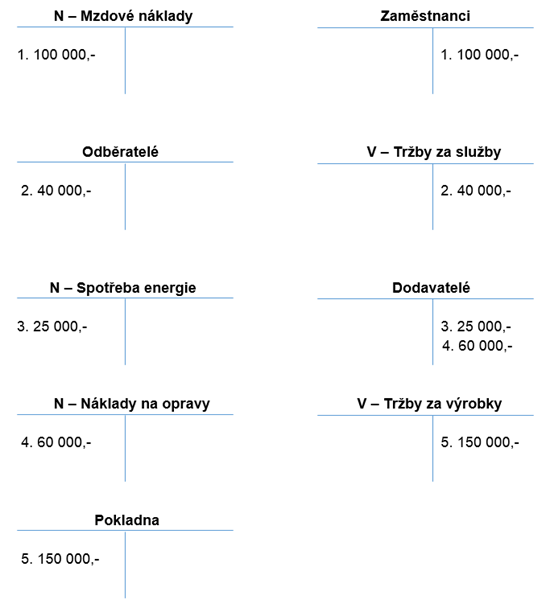 N – Mzdové náklady
Zaměstnanci
1. 100 000,-
1. 100 000,-
Odběratelé
V – Tržby za služby
2. 40 000,-
2. 40 000,-
N – Spotřeba energie
Dodavatelé
3. 25 000,-
3. 25 000,-
4. 60 000,-
N – Náklady na opravy
V – Tržby za výrobky
4. 60 000,-
5. 150 000,-
Pokladna
5. 150 000,-